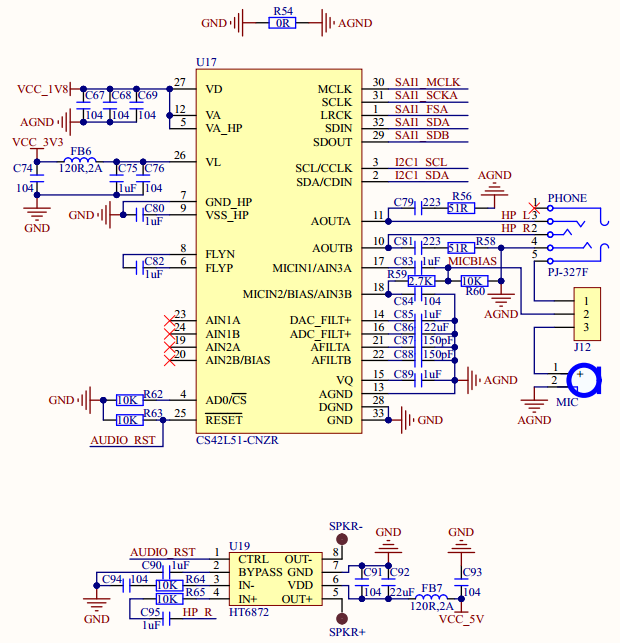 R54
GND 0R AGND
U17
VCC_1V8 C67 C68 C69 27 VD MCLK 30 SAI1_MCLK
SCLK 31 SAI1_SCKA
104 104 104 12 VA LRCK 1 SAI1_FSA
AGND 5 VA_HP SDIN 32 SAI1_SDA
VCC_3V3 SDOUT 29 SAI1_SDB
FB6 26 VL
C74 120R,2A C75 C76 SCL/CCLK 3 I2C1_SCL
104 1uF 104 SDA/CDIN 2 I2C1_SDA
AGND
7 GND_HP C79 223 R56 1 PHONE
GND C80 9 VSS_HP 51R
1uF AOUTA 11 HP_L 3
HP_R 2
GND
AOUTB 10 C81 223 51R R58 4
8 FLYN
C82 6 FLYP MICIN1/AIN3A 17 C83 1uF MICBIAS 5
1uF R59 PJ-327F
2.7K 10K
MICIN2/BIAS/AIN3B 18 R60
C84 104 AGND
1
23 AIN1A DAC_FILT+ 14 C85 1uF 2
24 AIN1B ADC_FILT+ 16 C86 22uF 3
19 AIN2A AFILTA 21 C87 150pF J12
20 AIN2B/BIAS AFILTB 22 C88 150pF
VQ 15 C89 1uF AGND 1
+
R62 AGND 13 2
GND 10K 4 AD0/CS DGND 28 MIC
R63
10K 25 RESET GND 33 GND AGND
AUDIO_RST CS42L51-CNZR
SPKR-
U19 GND GND
AUDIO_RST 1 CTRL OUT- 8
C90 1uF 2 BYPASS GND 7
C94 104 10K R64 3 IN- VDD 6 C91 C92 C93
10K R65 4 IN+ OUT+ 5 104 22uF FB7 104
GND HT6872 120R,2A
C95 HP_R VCC_5V
1uF SPKR+